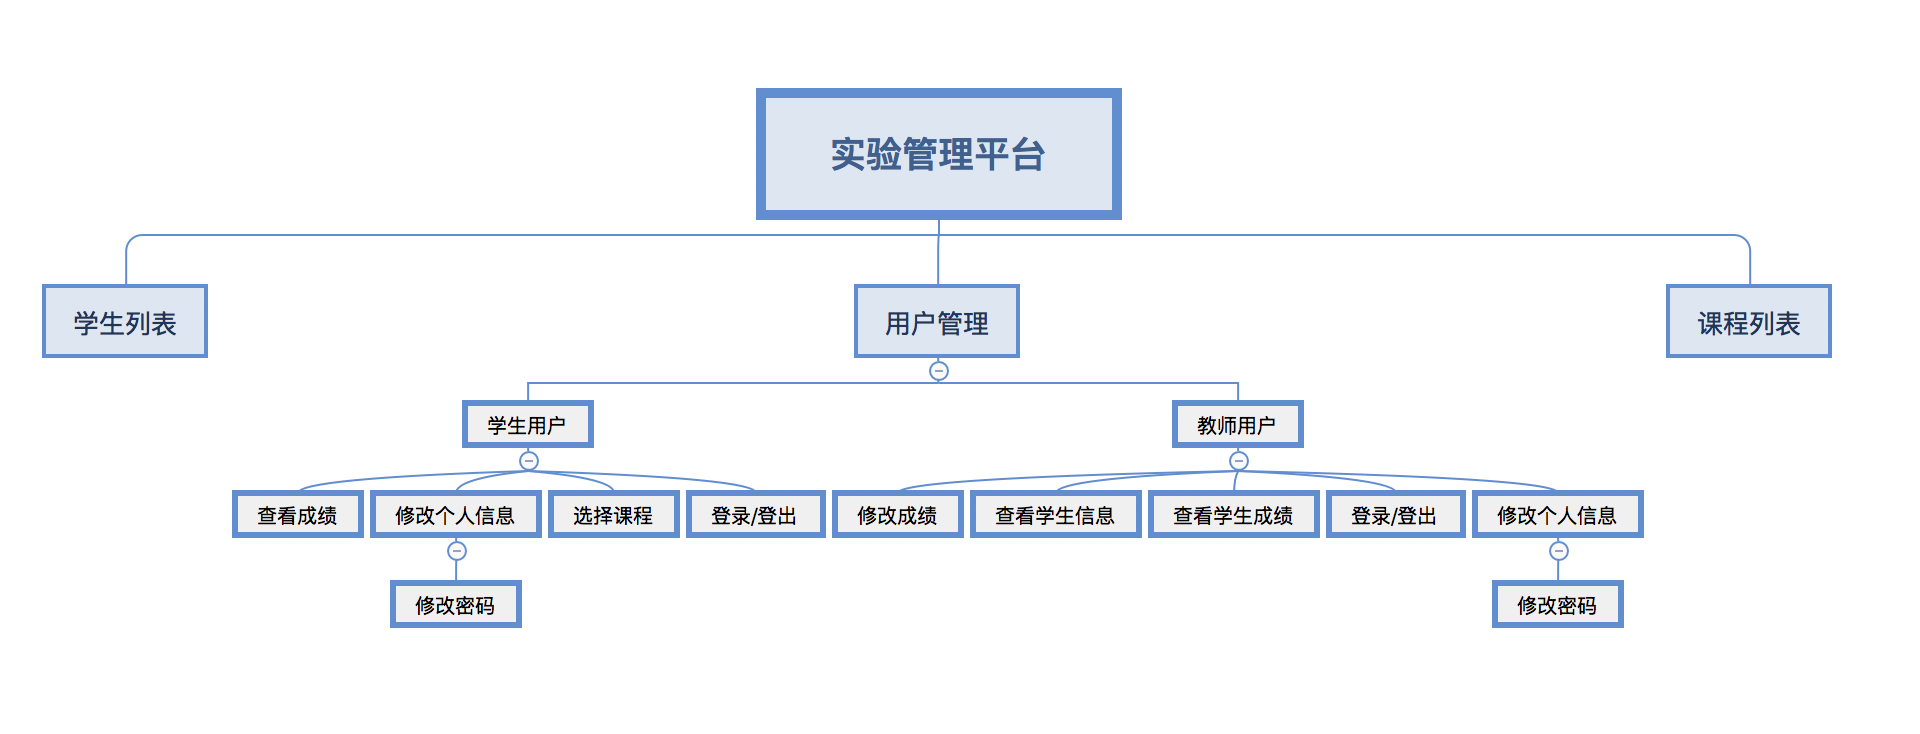 实验管理平台
学生列表
用户管理
课程列表
学生用户
教师用户
查看成绩
修改个人信息
选择课程
登录/登出
修改成绩
查看学生信息
查看学生成绩
登录/登出
修改个人信息
修改密码
修改密码